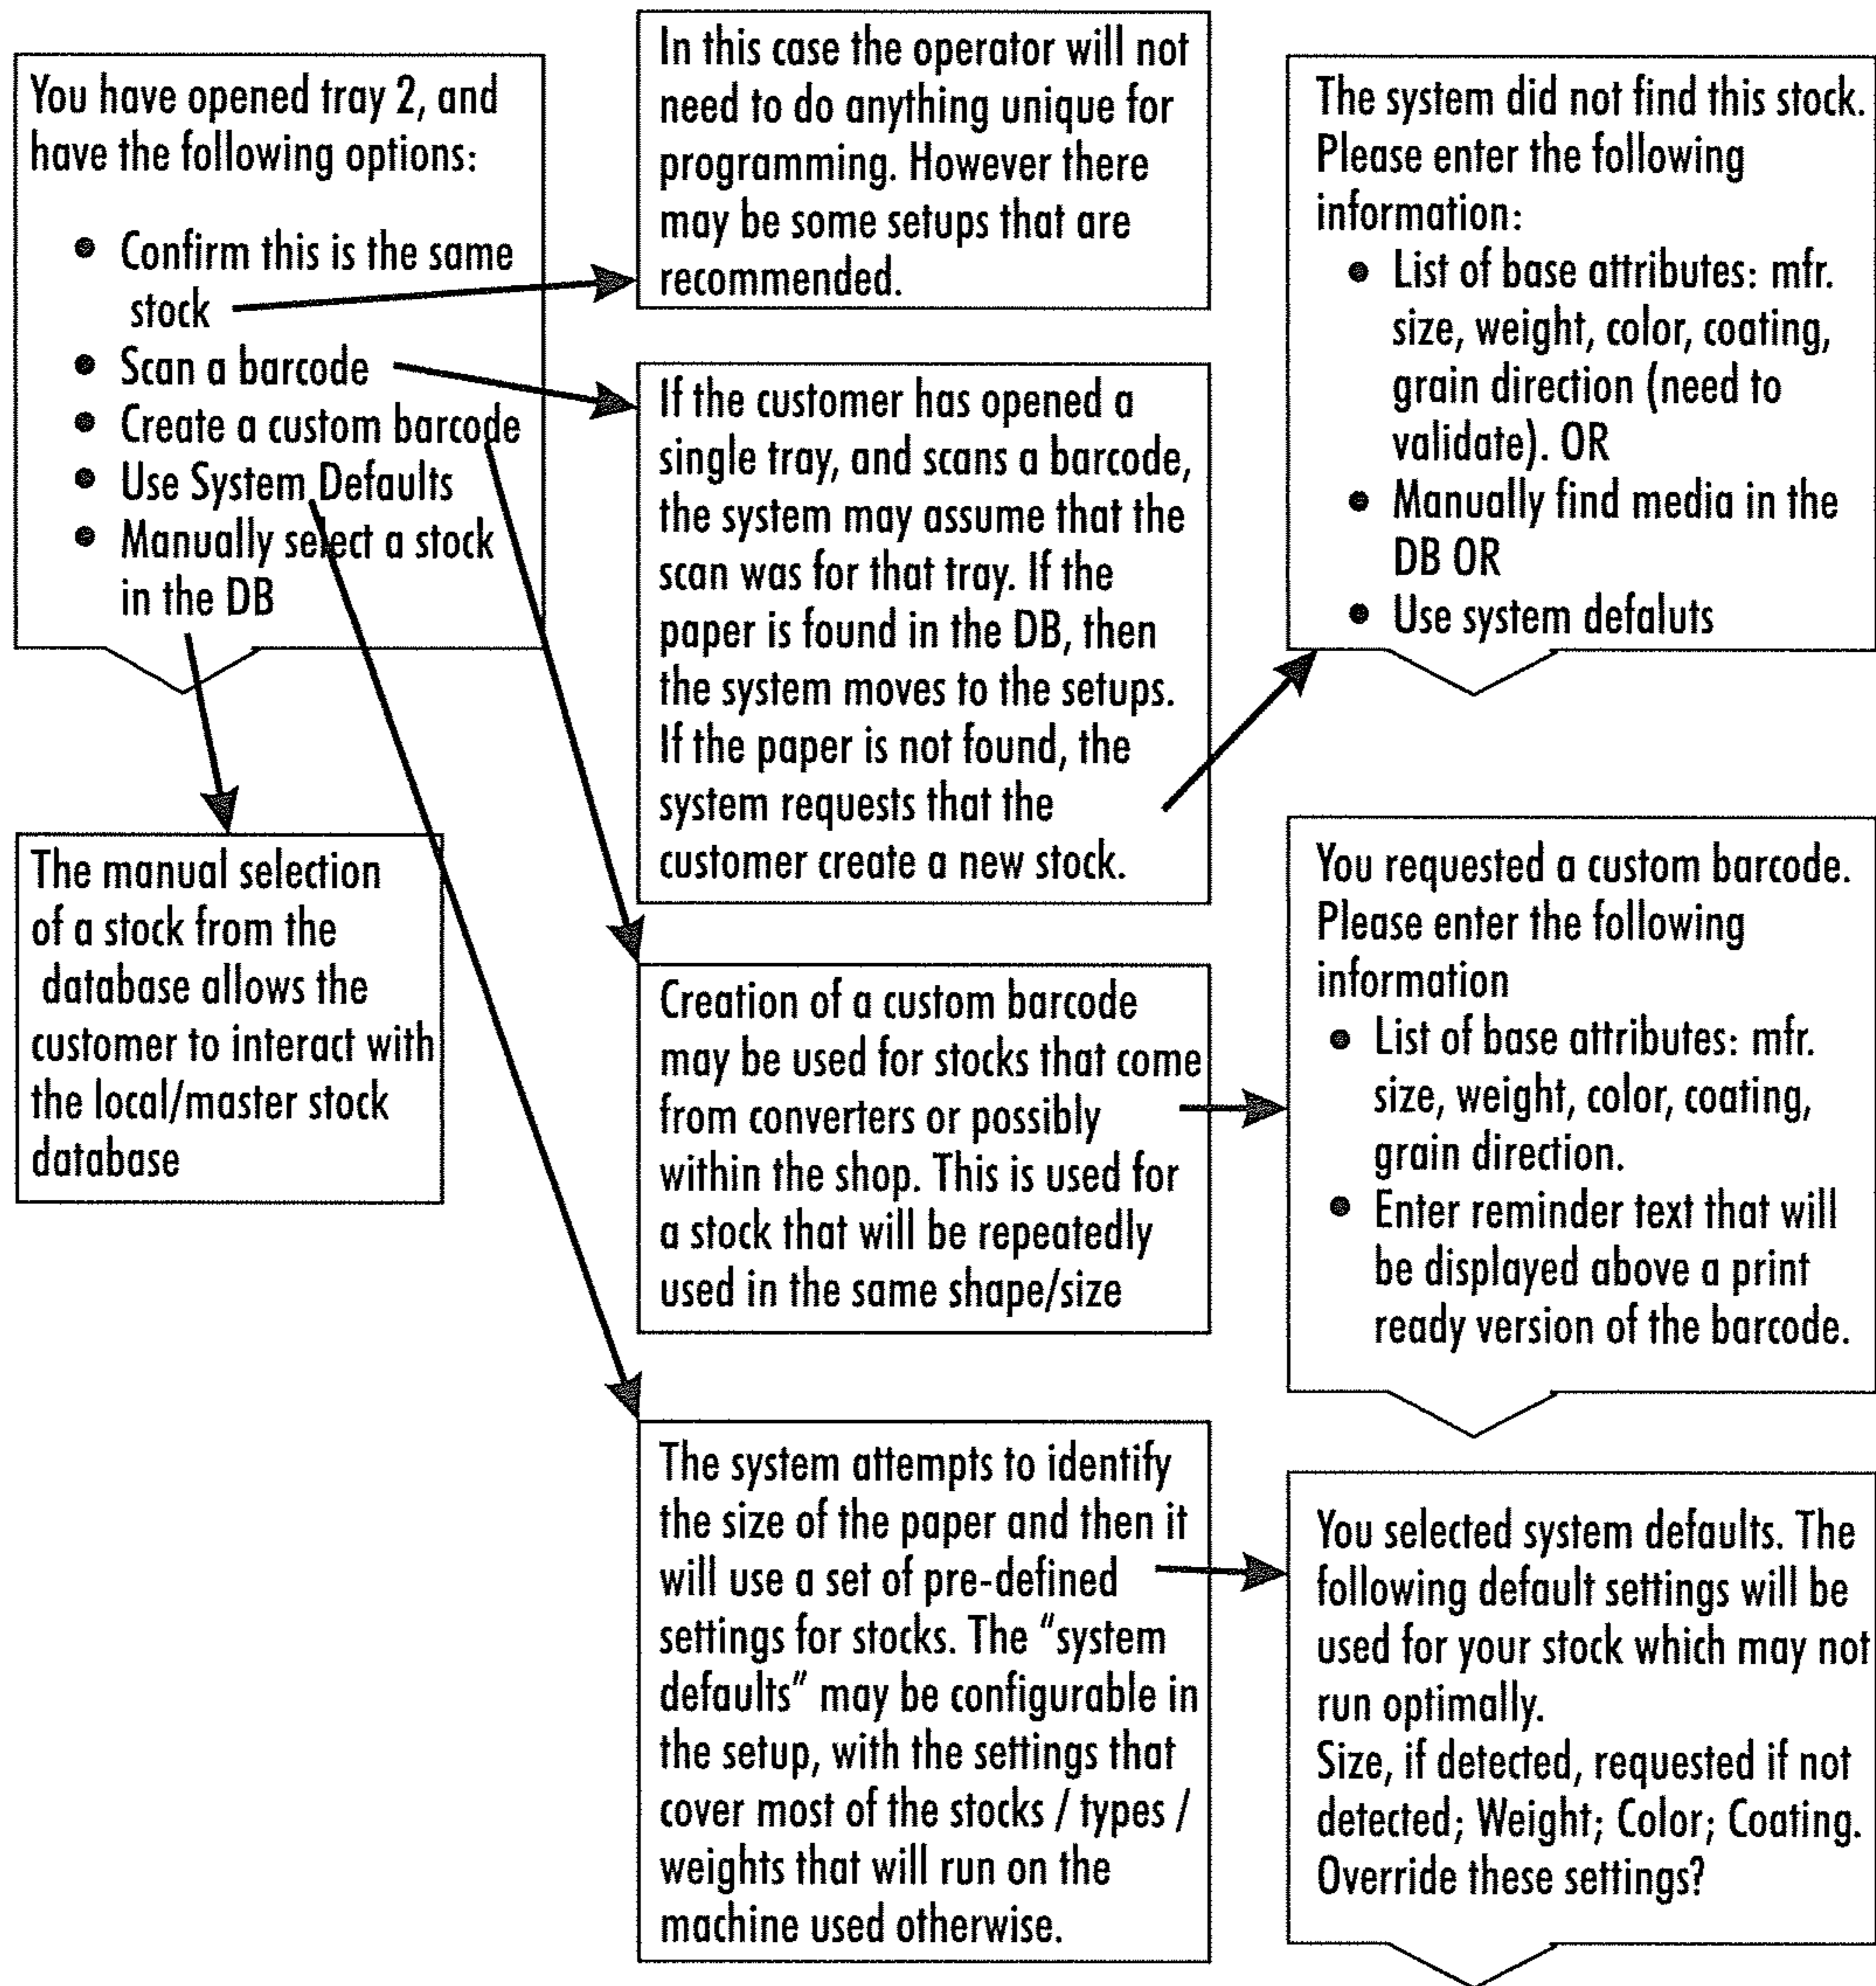 You have opened tray 2, and
have the following options:
• Confirm this is the same
stock
• Scan a barcode
• Create a custom barcode
• Use System Defaults
• Manually select a stock
in the DB
The manual selection
of a stock from the
database allows the
customer to interact with
the local/master stock
database
In this case the operator will not
need to do anything unique for
programming. However there
may be some setups that are
recommended.
If the customer has opened a
single tray, and scans a barcode,
the system may assume that the
scan was for that tray. If the
paper is found in the DB, then
the system moves to the setups.
If the paper is not found, the
system requests that the
customer create a new stock.
Creation of a custom barcode
may be used for stocks that come
from converters or possibly
within the shop. This is used for
a stock that will be repeatedly
used in the same shape/size
The system attempts to identify
the size of the paper and then it
will use a set of pre-defined
settings for stocks. The "system
defaults" may be configurable in
the setup, with the settings that
cover most of the stocks / types /
weights that will run on the
machine used otherwise.
The system did not find this stock.
Please enter the following
information:
• List of base attributes: mfr.
size, weight, color, coating,
grain direction (need to
validate). OR
• Manually find media in the
DB OR
• Use system defaluts
You requested a custom barcode.
Please enter the following
information
• List of base attributes: mfr.
size, weight, color, coating,
grain direction.
• Enter reminder text that will
be displayed above a print
ready version of the barcode.
You selected system defaults. The
following default settings will be
used for your stock which may not
run optimally.
Size, if detected, requested if not
detected; Weight; Color; Coating.
Override these settings?